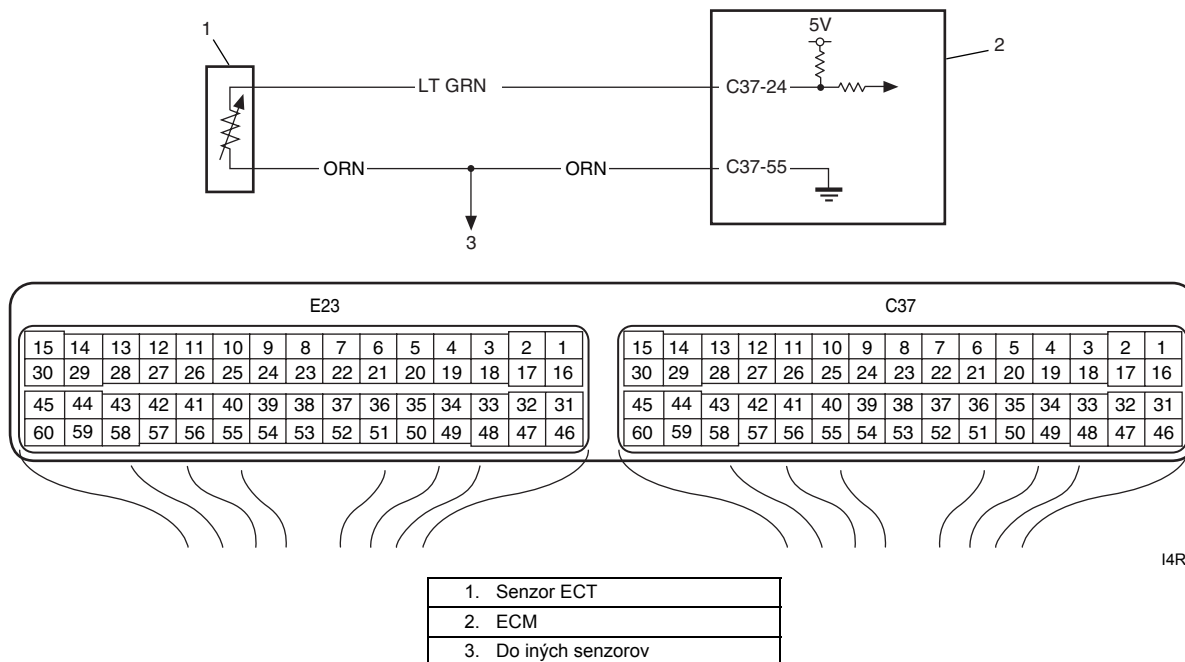 1
5V
2
LT GRN
C37-24
ORN
ORN
C37-55
3
E23
C37
15 14 13 12 11 10 9 8 7 6 5 4 3 2 1
30 29 28 27 26 25 24 23 22 21 20 19 18 17 16
45 44 43 42 41 40 39 38 37 36 35 34 33 32 31
60 59 58 57 56 55 54 53 52 51 50 49 48 47 46
15 14 13 12 11 10 9 8 7 6 5 4 3 2 1
30 29 28 27 26 25 24 23 22 21 20 19 18 17 16
45 44 43 42 41 40 39 38 37 36 35 34 33 32 31
60 59 58 57 56 55 54 53 52 51 50 49 48 47 46
I4R
1. Senzor ECT
2. ECM
3. Do iných senzorov